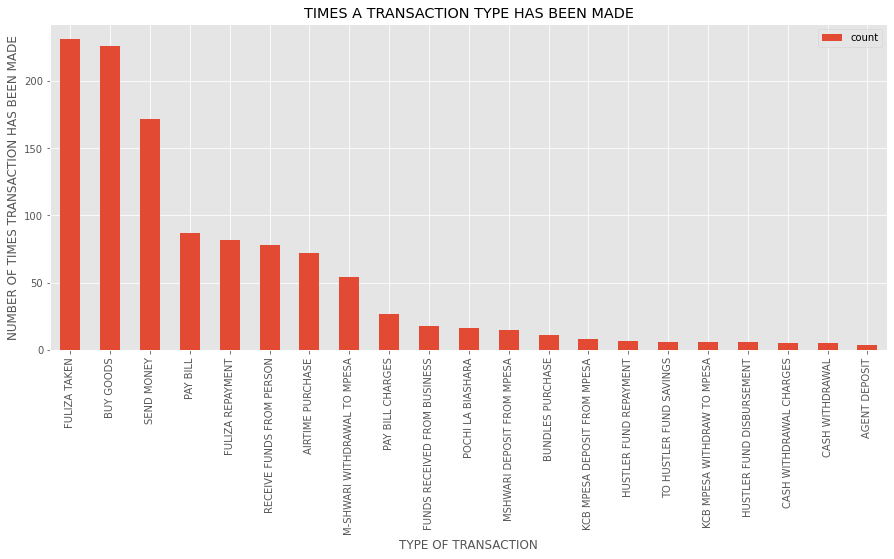 TIMES A TRANSACTION TYPE HAS BEEN MADE
count
NUMBER OF TIMES TRANSACTION HAS BEEN MADE
200
150
100
50
0
FULIZA TAKEN
BUY GOODS
SEND MONEY
PAY BILL
FULIZA REPAYMENT
RECEIVE FUNDS FROM PERSON
AIRTIME PURCHASE
M-SHWARI WITHDRAWAL TO MPESA
PAY BILL CHARGES
FUNDS RECEIVED FROM BUSINESS
POCHI LA BIASHARA
MSHWARI DEPOSIT FROM MPESA
BUNDLES PURCHASE
KCB MPESA DEPOSIT FROM MPESA
HUSTLER FUND REPAYMENT
TO HUSTLER FUND SAVINGS
KCB MPESA WITHDRAW TO MPESA
HUSTLER FUND DISBURSEMENT
CASH WITHDRAWAL CHARGES
CASH WITHDRAWAL
AGENT DEPOSIT
TYPE OF TRANSACTION